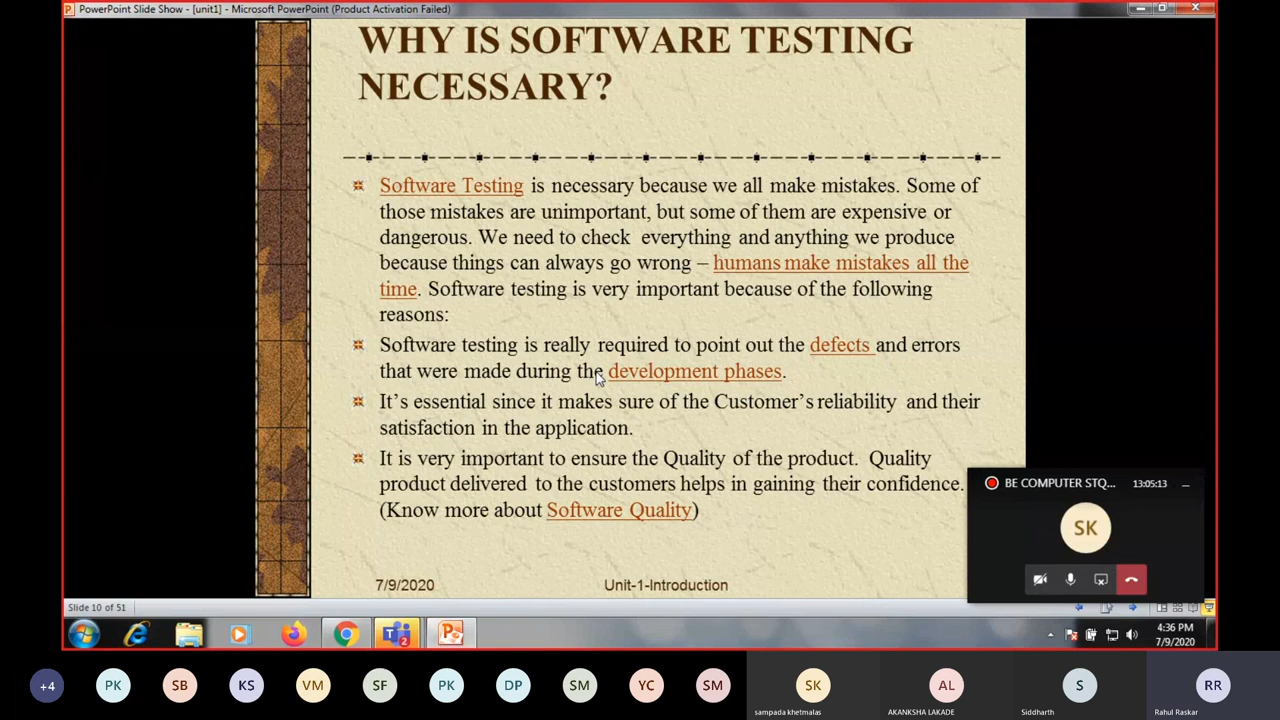 PowerPoint Slide Show - [unit1] - Microsoft PowerPoint (Product Activation Failed)
WHY IS SOFTWARE TESTING
NECESSARY?
Software Testing is necessary because we all make mistakes. Some of
those mistakes are unimportant, but some of them are expensive or
dangerous. We need to check everything and anything we produce
because things can always go wrong – humans make mistakes all the
time. Software testing is very important because of the following
reasons:
Software testing is really required to point out the defects and errors
that were made during the development phases.
It’s essential since it makes sure of the Customer’s reliability and their
satisfaction in the application.
It is very important to ensure the Quality of the product. Quality
product delivered to the customers helps in gaining their confidence.
(Know more about Software Quality)
7/9/2020
Unit-1-Introduction
BE COMPUTER STQ...
13:05:13
SK
Slide 10 of 51
2
4:36 PM
7/9/2020
+4
PK
SB
KS
VM
SF
PK
DP
SM
YC
SM
SK
AL
S
RR
sampada khetmalas
AKANKSHA LAKADE
Siddharth
Rahul Raskar